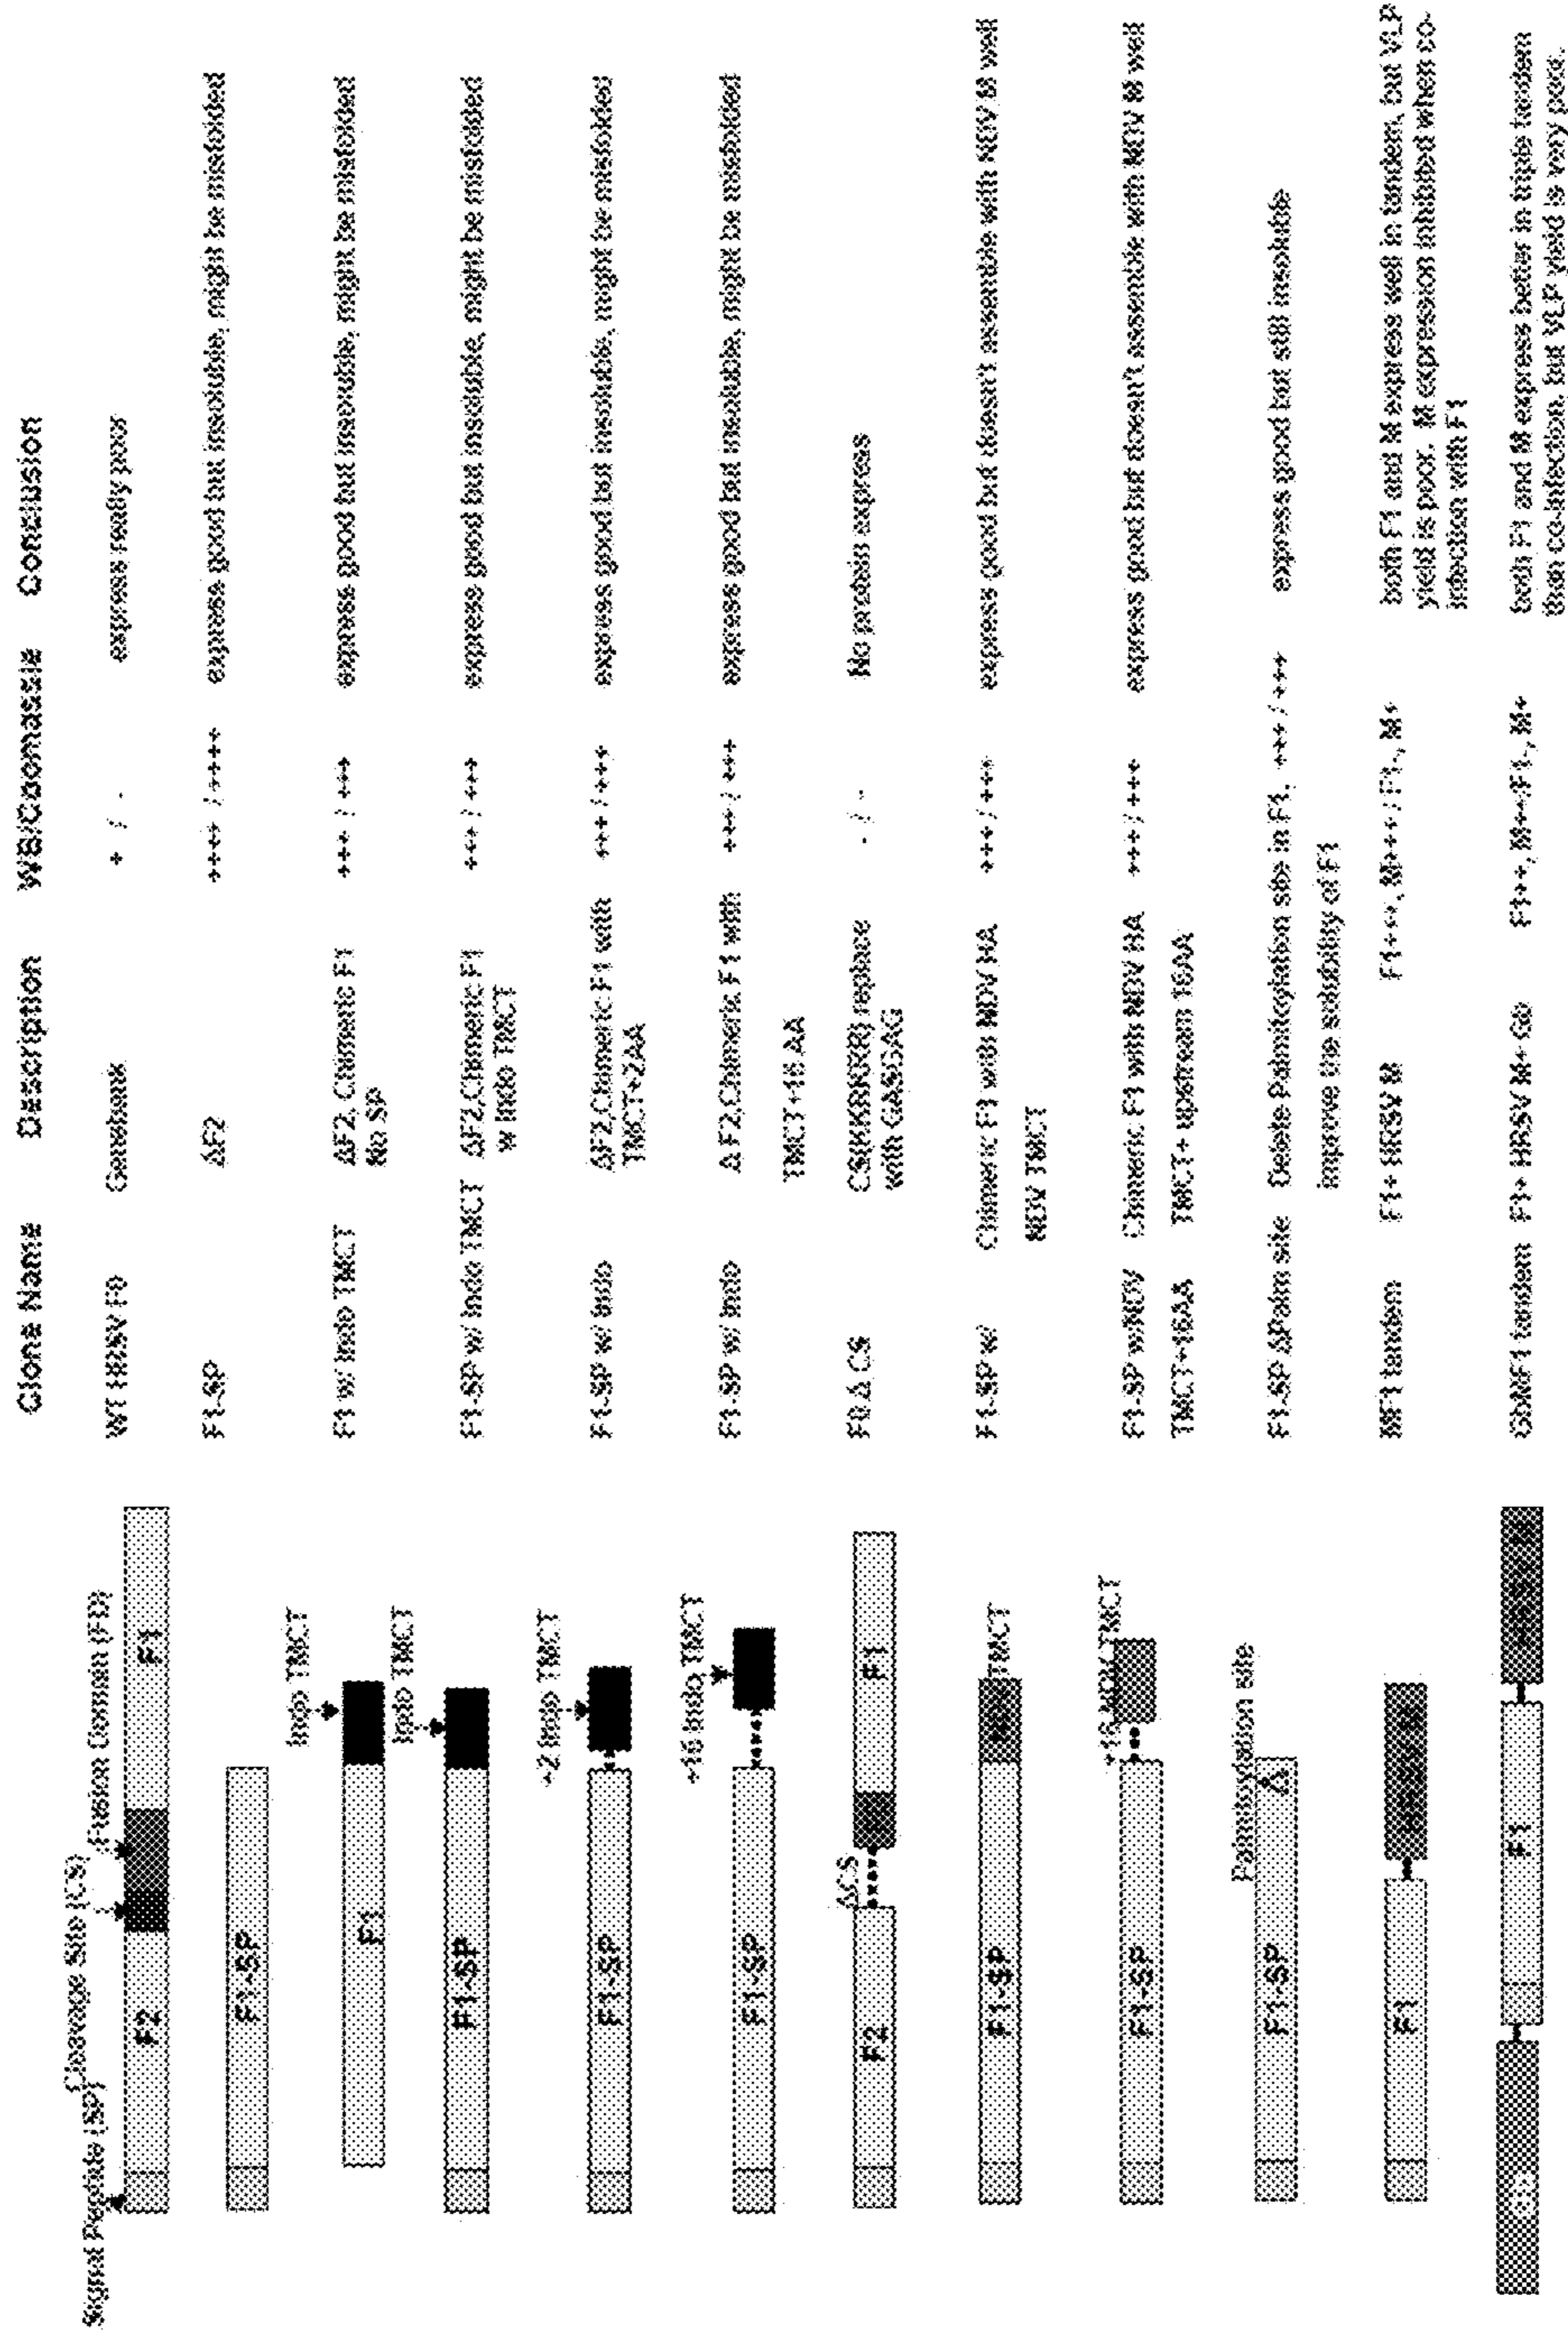 Clone Name Description WB/Coomassie Conclusion
Signal Peptide (SP) Cleavage Site (CS) Fusion Domain (FD)
F2 F1 WT HRSV F0 Genebank + / - express really poor
F1-SP F1-SP ΔF2 ++++ / ++++ express good but insoluble, might be misfolded
Indo TMCT
F1 F1 w/ Indo TMCT ΔF2, Chimeric F1 +++ / +++ express good but insoluble, might be misfolded
No SP
Indo TMCT
F1-SP F1-SP w/ Indo TMCT ΔF2,Chimeric F1 +++ / +++ express good but insoluble, might be misfolded
w Indo TMCT
+2 Indo TMCT
F1-SP F1-SP w/ Indo ΔF2,Chimeric F1 with +++ / +++ express good but insoluble, might be misfolded
TMCT+2AA
+16 Indo TMCT
F1-SP F1-SP w/ Indo Δ F2,Chimeric F1 with +++ / +++ express good but insoluble, might be misfolded
TMCT+16 AA
ΔCS
F2 F1 F0 Δ CS replace - / - No protein express
with GASGAG
F1-SP TMCT F1-SP w/ Chimeric F1 with NDV HA +++ / +++ express good but doesn't assemble with NDV M well
NDV TMCT
+16 NDV TMCT
F1-SP F1-SP wNDV Chimeric F1 with NDV HA +++ / +++ express good but doesn't assemble with NDV M well
TMCT+16AA TMCT+ upstream 16AA
Palmitoylation site
F1-SP Δ F1-SP ΔPalm site Delete Palmitoylation site in F1, +++ / +++ express good but still insoluble
improve the solubility of F1
F1 MF1 tandem F1+ HRSV M F1+++, M+++ / F1-, M+ both F1 and M express well in tandem, but VLP
yield is poor. M expression inhibited when co-
infection with F1
F1 GbMF1 tandem F1+ HRSV M+ Gb F1++, M++/F1-, M+ both F1 and M express better in triple tandem
than co-infection, but VLP yield is very poor.